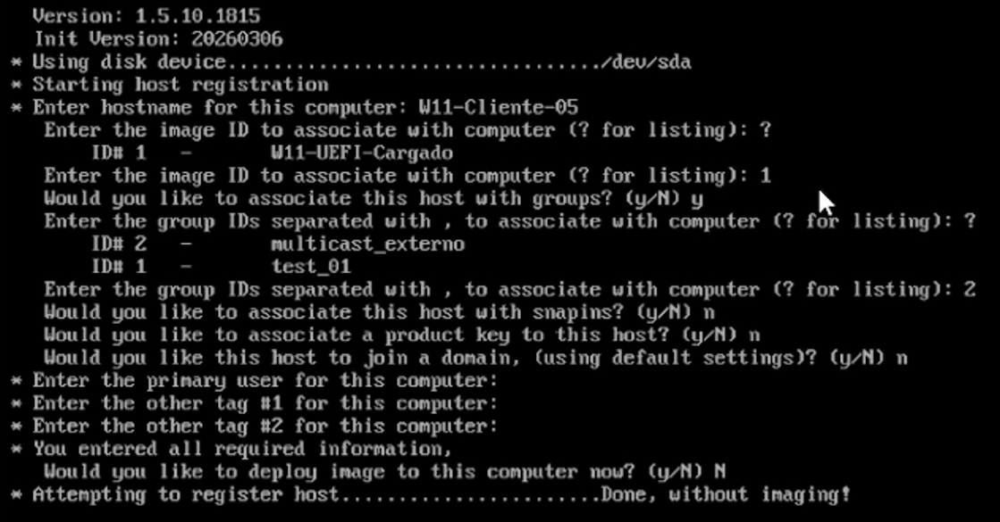 Version: 1.5.10.1815
Init Version: 20260306
* Using disk device................................./dev/sda
* Starting host registration
* Enter hostname for this computer: W11-Cliente-05
Enter the image ID to associate with computer (? for listing): ?
ID# 1 - W11-UEFI-Cargado
Enter the image ID to associate with computer (? for listing): 1
Would you like to associate this host with groups? (y/N) y
Enter the group IDs separated with , to associate with computer (? for listing): ?
ID# 2 - multicast_externo
ID# 1 - test_01
Enter the group IDs separated with , to associate with computer (? for listing): 2
Would you like to associate this host with snapins? (y/N) n
Would you like to associate a product key to this host? (y/N) n
Would you like this host to join a domain, (using default settings)? (y/N) n
* Enter the primary user for this computer:
* Enter the other tag #1 for this computer:
* Enter the other tag #2 for this computer:
* You entered all required information,
Would you like to deploy image to this computer now? (y/N) N
* Attempting to register host.......................Done, without imaging!